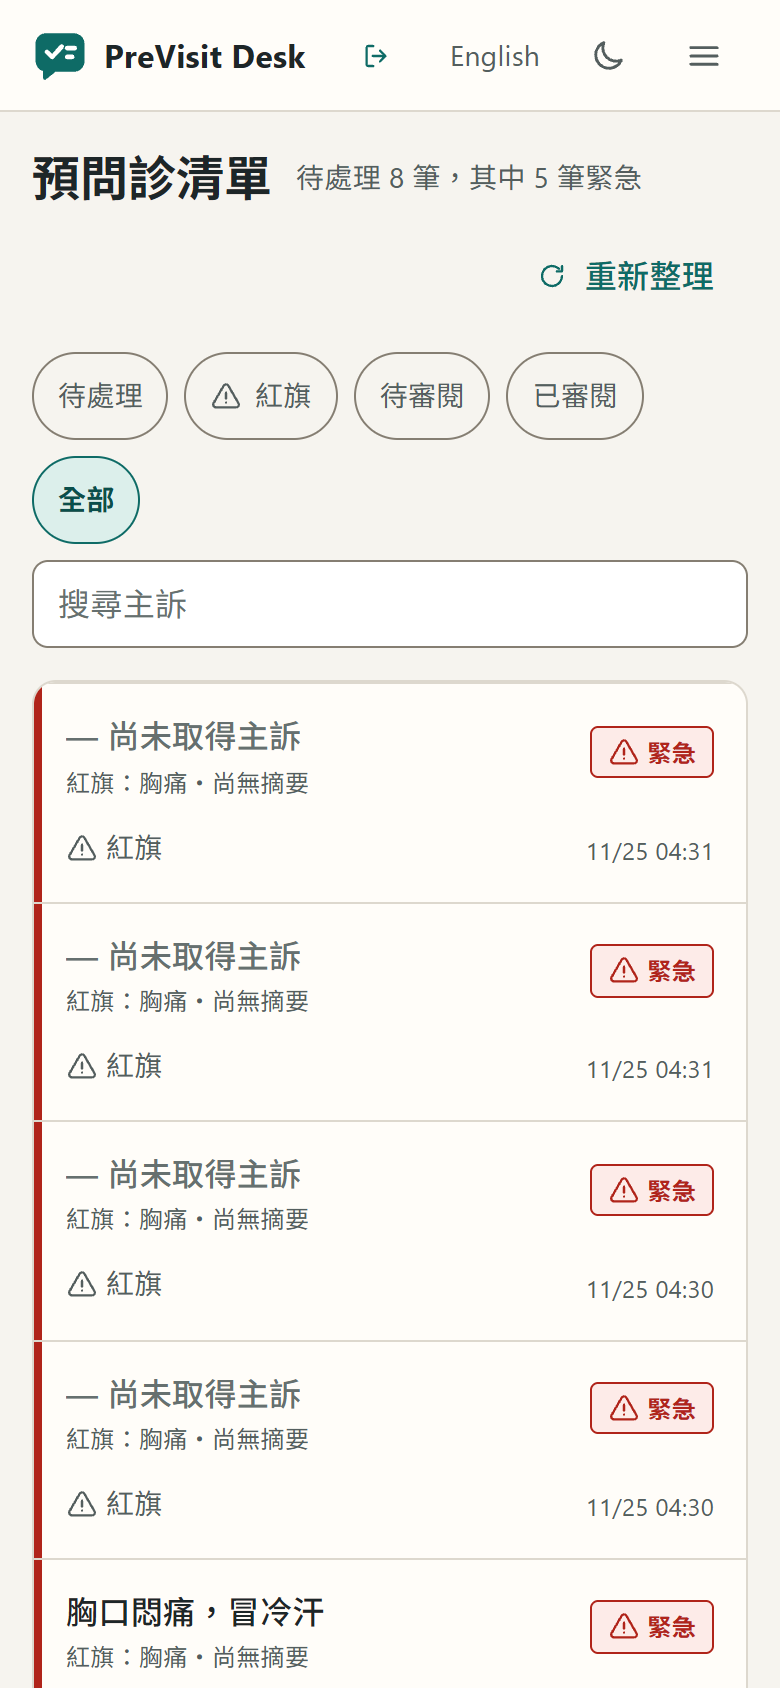 PreVisit Desk English
預問診清單 待處理 8 筆，其中 5 筆緊急
重新整理
待處理 紅旗 待審閱 已審閱
全部
搜尋主訴
— 尚未取得主訴 緊急
紅旗：胸痛・尚無摘要
紅旗 11/25 04:31
— 尚未取得主訴 緊急
紅旗：胸痛・尚無摘要
紅旗 11/25 04:31
— 尚未取得主訴 緊急
紅旗：胸痛・尚無摘要
紅旗 11/25 04:30
— 尚未取得主訴 緊急
紅旗：胸痛・尚無摘要
紅旗 11/25 04:30
胸口悶痛，冒冷汗 緊急
紅旗：胸痛・尚無摘要